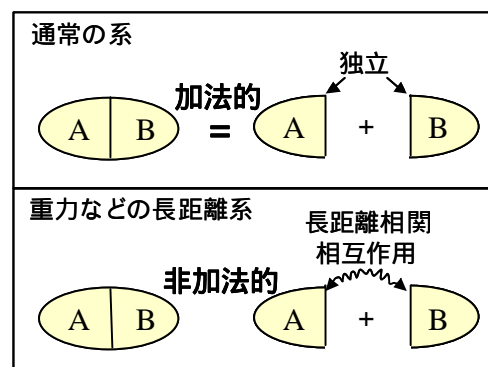 通常の系
独立
加法的
A B = A + B
重力などの長距離系
長距離相関
相互作用
非加法的
A B A + B